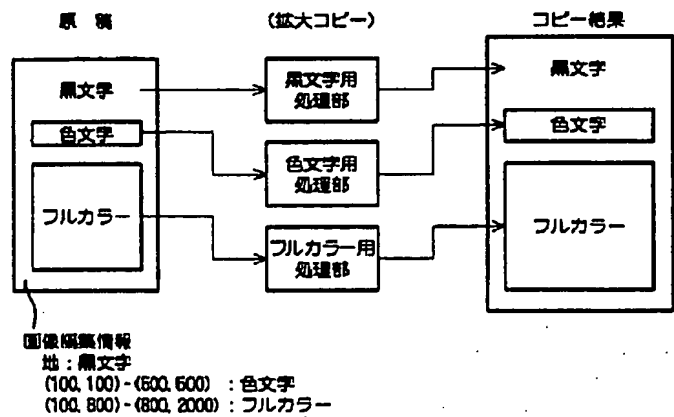 原稿
(拡大コピー)
コピー結果
黒文字
色文字
フルカラー
黒文字用
処理部
色文字用
処理部
フルカラー用
処理部
黒文字
色文字
フルカラー
画像編集情報
地:黒文字
(100,100)-(600,600):色文字
(100,800)-(800,2000):フルカラー